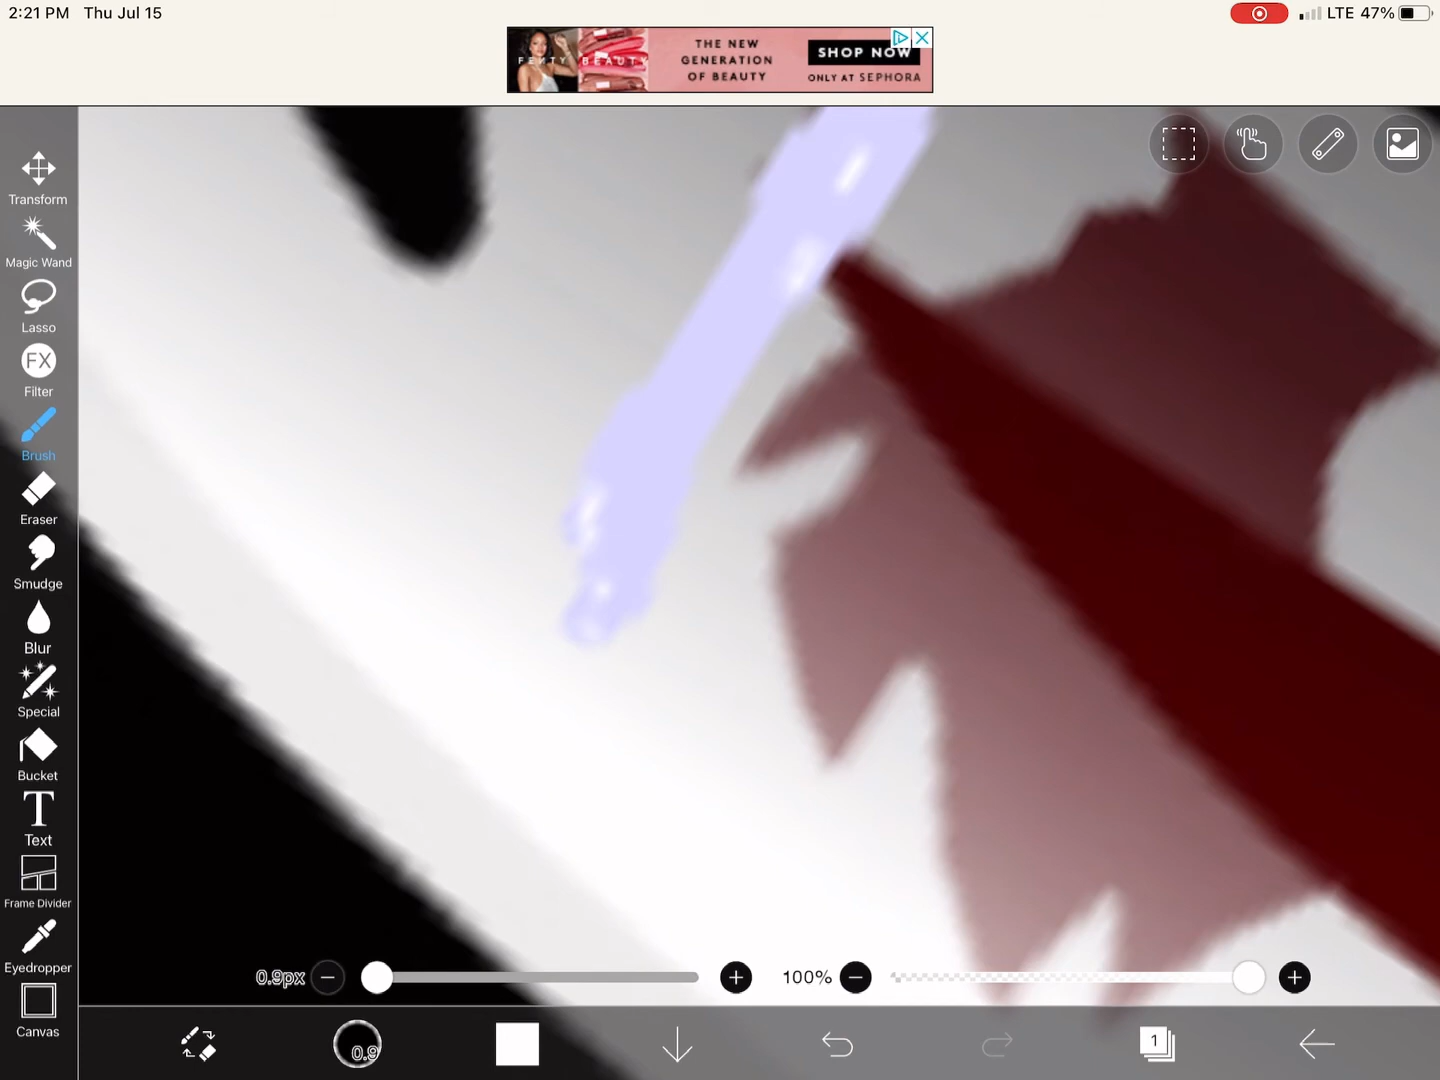 2:21 PM Thu Jul 15
LTE 47%
FENTY BEAUTY
THE NEW
GENERATION
OF BEAUTY
SHOP NOW
ONLY AT SEPHORA
Transform
Magic Wand
Lasso
FX
Filter
Brush
Eraser
Smudge
Blur
Special
Bucket
T
Text
Frame Divider
Eyedropper
Canvas
0.9px
100%
0.9
1